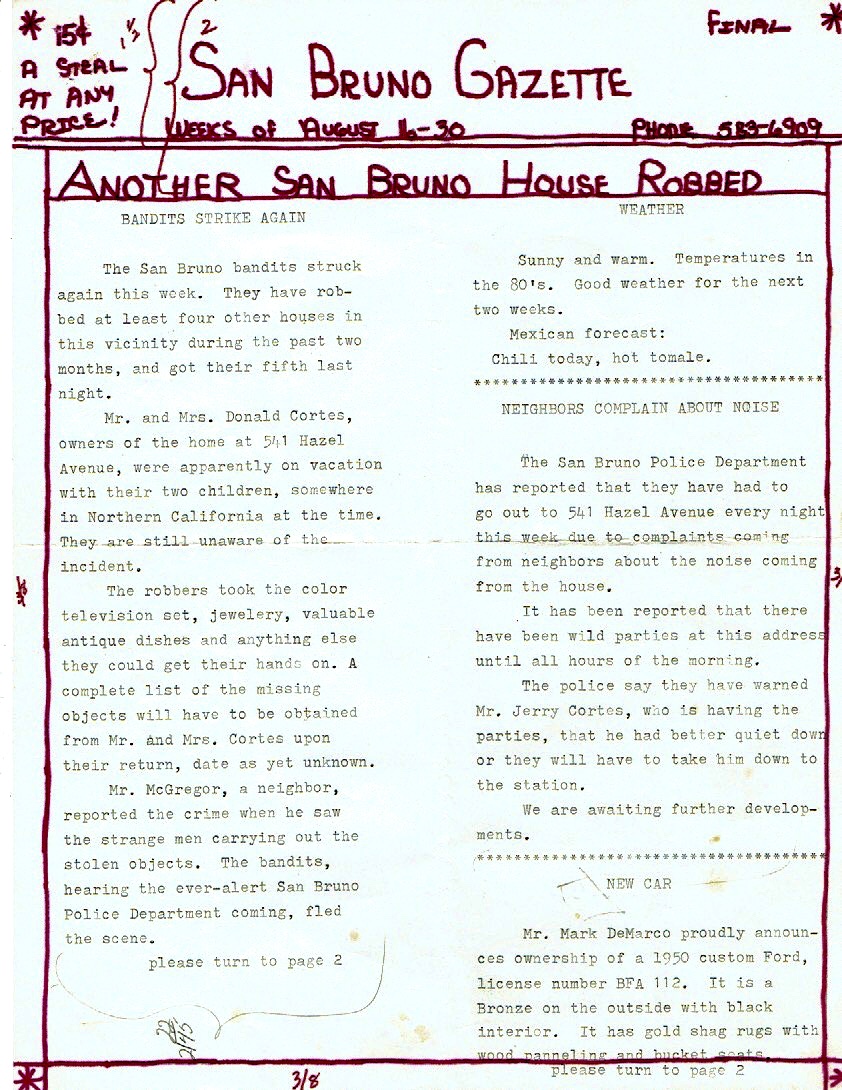 * 15¢
A STEAL
AT ANY
PRICE!
1 1/2
2
FINAL *
SAN BRUNO GAZETTE
WEEKS of AUGUST 16-30
PHONE 583-6909
ANOTHER SAN BRUNO HOUSE ROBBED
BANDITS STRIKE AGAIN
The San Bruno bandits struck
again this week. They have rob-
bed at least four other houses in
this vicinity during the past two
months, and got their fifth last
night.
Mr. and Mrs. Donald Cortes,
owners of the home at 541 Hazel
Avenue, were apparently on vacation
with their two children, somewhere
in Northern California at the time.
They are still unaware of the
incident.
The robbers took the color
television set, jewelery, valuable
antique dishes and anything else
they could get their hands on. A
complete list of the missing
objects will have to be obtained
from Mr. and Mrs. Cortes upon
their return, date as yet unknown.
Mr. McGregor, a neighbor,
reported the crime when he saw
the strange men carrying out the
stolen objects. The bandits,
hearing the ever-alert San Bruno
Police Department coming, fled
the scene.
please turn to page 2
WEATHER
Sunny and warm. Temperatures in
the 80's. Good weather for the next
two weeks.
Mexican forecast:
Chili today, hot tomale.
***********************************
NEIGHBORS COMPLAIN ABOUT NOISE
The San Bruno Police Department
has reported that they have had to
go out to 541 Hazel Avenue every night
this week due to complaints coming
from neighbors about the noise coming
from the house.
It has been reported that there
have been wild parties at this address
until all hours of the morning.
The police say they have warned
Mr. Jerry Cortes, who is having the
parties, that he had better quiet down
or they will have to take him down to
the station.
We are awaiting further develop-
ments.
***********************************
NEW CAR
Mr. Mark DeMarco proudly announ-
ces ownership of a 1950 custom Ford,
license number BFA 112. It is a
Bronze on the outside with black
interior. It has gold shag rugs with
wood panneling and bucket seats.
please turn to page 2
* 3/8